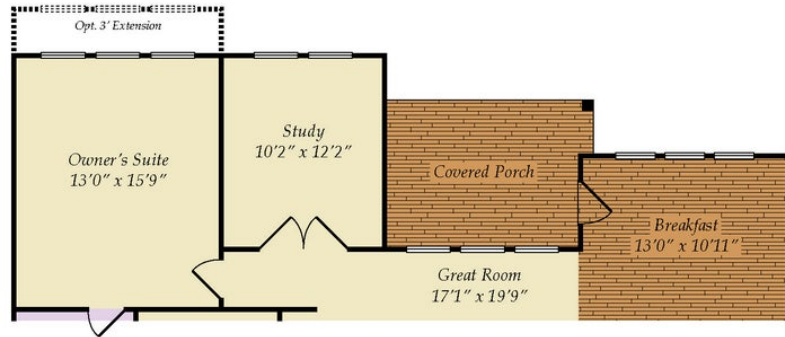 Opt. 3' Extension
Owner's Suite
13'0" x 15'9"
Study
10'2" x 12'2"
Covered Porch
Breakfast
13'0" x 10'11"
Great Room
17'1" x 19'9"